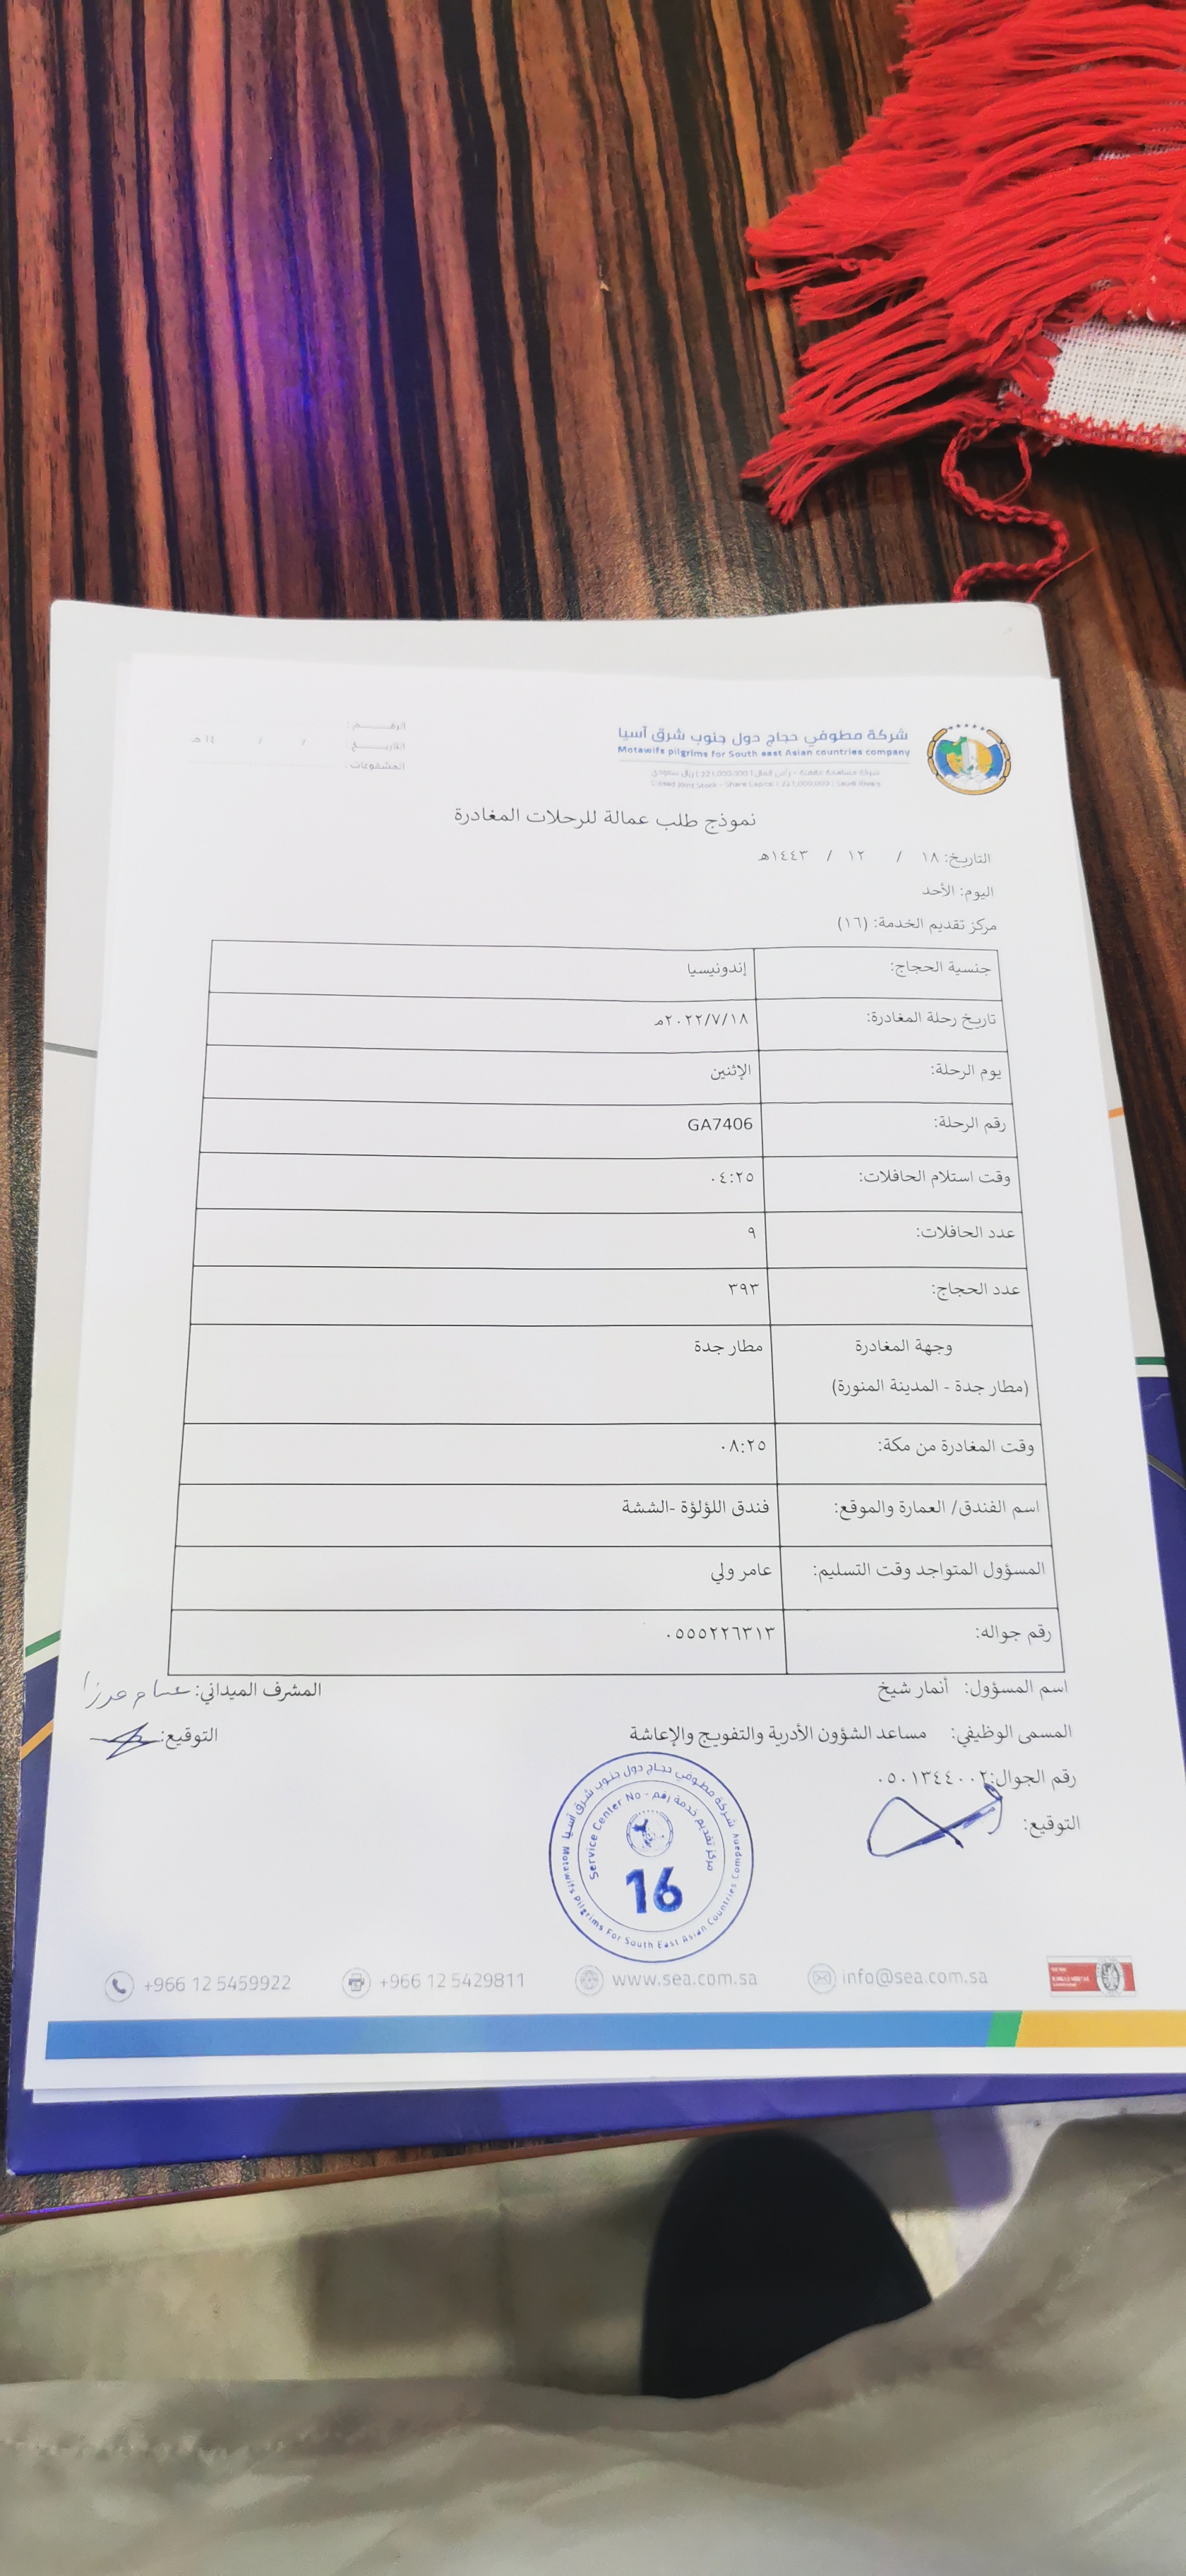 شركة مطوفي حجاج دول جنوب شرق آسيا
Motawifs pilgrims for South east Asian countries company
شركة مساهمة مقفلة - رأس المال (221,000,000) ريال سعودي
Closed Joint Stock - Share Capital (221,000,000) Saudi Riyals
الرقـــــــم :
التاريـــــخ : / / ١٤ هـ
المشفوعات :
نموذج طلب عمالة للرحلات المغادرة
التاريخ: ١٨ / ١٢ / ١٤٤٣هـ
اليوم: الأحد
مركز تقديم الخدمة: (١٦)
جنسية الحجاج: إندونيسيا
تاريخ رحلة المغادرة: ٢٠٢٢/٧/١٨م
يوم الرحلة: الإثنين
رقم الرحلة: GA7406
وقت استلام الحافلات: ٠٤:٢٥
عدد الحافلات: ٩
عدد الحجاج: ٣٩٣
وجهة المغادرة مطار جدة
(مطار جدة - المدينة المنورة)
وقت المغادرة من مكة: ٠٨:٢٥
اسم الفندق/ العمارة والموقع: فندق اللؤلؤة -الششة
المسؤول المتواجد وقت التسليم: عامر ولي
رقم جواله: ٠٥٥٥٢٢٦٣١٣
اسم المسؤول: أنمار شيخ المشرف الميداني:
المسمى الوظيفي: مساعد الشؤون الأدرية والتفويج والإعاشة التوقيع:
رقم الجوال:٠٥٠١٣٤٤٠٠٢
التوقيع:
شركة مطوفي حجاج دول جنوب شرق آسيا
Motawifs Pilgrims For South East Asian Countries Company
مركز تقديم خدمة رقم - Service Center No
16
+966 12 5459922 +966 12 5429811 www.sea.com.sa info@sea.com.sa